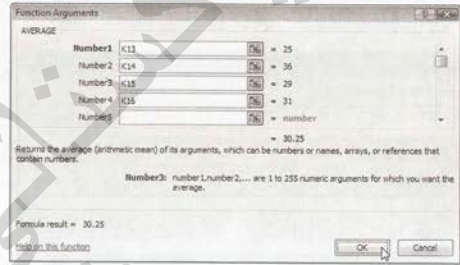 Function Arguments
AVERAGE
Number1 K13 = 25
Number2 K14 = 36
Number3 K15 = 29
Number4 K16 = 31
Number5 = number
= 30.25
Returns the average (arithmetic mean) of its arguments, which can be numbers or names, arrays, or references that
contain numbers.
Number3: number1,number2,... are 1 to 255 numeric arguments for which you want the
average.
Formula result = 30.25
Help on this function
OK
Cancel